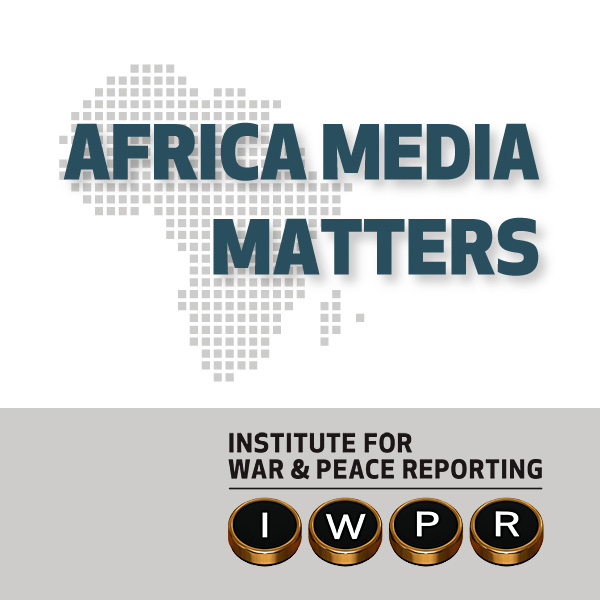 AFRICA MEDIA
MATTERS
INSTITUTE FOR
WAR & PEACE REPORTING
I W P R